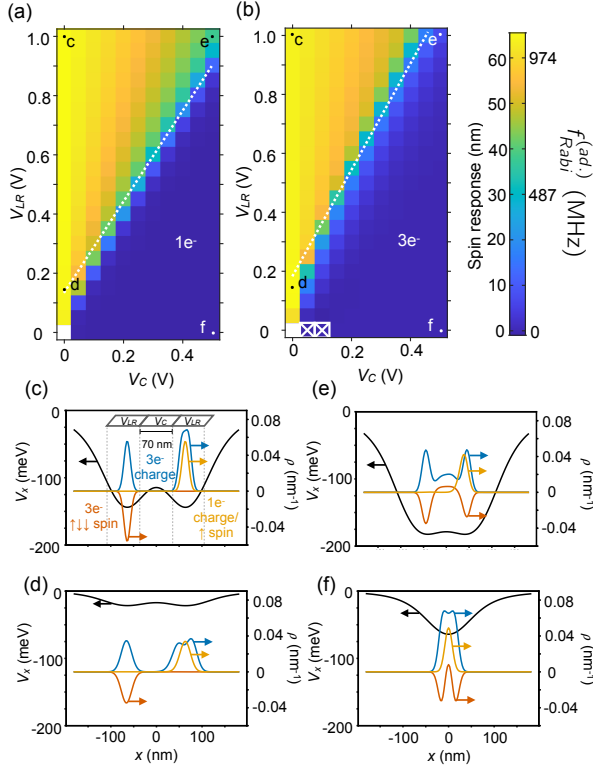 (a)
(b)
1.0
0.8
0.6
0.4
0.2
0
V_LR (V)
c
e
d
f
1e-
0
0.2
0.4
V_C (V)
1.0
0.8
0.6
0.4
0.2
0
V_LR (V)
c
e
d
f
3e-
0
0.2
0.4
V_C (V)
60
50
40
30
20
10
0
Spin response (nm)
974
487
0
f_Rabi^(ad.) (MHz)
(c)
(e)
0
-50
-100
-150
-200
V_x (meV)
V_LR V_C V_LR
70 nm
3e-
charge
3e-
↑↓↓ spin
1e-
charge/
↑ spin
0.08
0.04
0
-0.04
ρ (nm-1)
0
-100
-200
V_x (meV)
0.08
0.04
0
-0.04
ρ (nm-1)
(d)
(f)
0
-50
-100
-150
-200
V_x (meV)
0.08
0.04
0
-0.04
ρ (nm-1)
-100
0
100
x (nm)
0
-50
-100
-150
-200
V_x (meV)
0.08
0.04
0
-0.04
ρ (nm-1)
-100
0
100
x (nm)